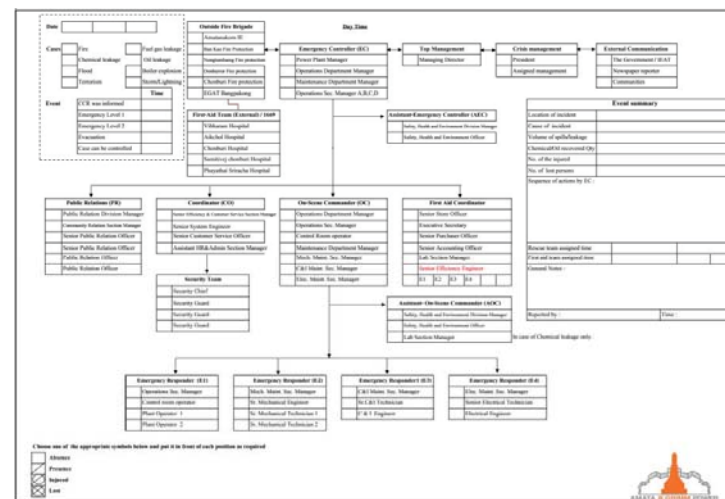 Day Time
Date
Cases
Fire
Fuel gas leakage
Chemical leakage
Oil leakage
Flood
Boiler explosion
Terrorism
Storm/Lightning
Time
Event
CCR was informed
Emergency Level 1
Emergency Level 2
Evacuation
Case can be controlled
Outside Fire Brigade
Ban Kao Fire Protection
Nongtamlung Fire protection
Donhuroe Fire protection
Chonburi Fire protection
EGAT Bangpakong
First-Aid Team (External) / 1669
Vibharam Hospital
Aikchol Hospital
Chonburi Hospital
Samitivej chonburi Hospital
Phayathai Sriracha Hospital
Emergency Controller (EC)
Power Plant Manager
Operations Department Manager
Maintenance Department Manager
Operations Sec. Manager A,B,C,D
Top Management
Managing Director
Crisis management
President
Assigned management
External Communication
The Government / IEAT
Newspaper reporter
Communities
Assistant-Emergency Controller (AEC)
Safety, Health and Environment Division Manager
Safety, Health and Environment Officer
Event summary
Location of incident
Cause of incident
Volume of spills/leakage
Chemical/Oil recovered/Qty
No. of the injured
No. of lost persons
Sequence of actions by EC :
Rescue team assigned time
First aid team assigned time
General Notes :
Reported by :
Time :
Public Relations (PR)
Public Relation Division Manager
Community Relation Section Manager
Senior Public Relation Officer
Senior Public Relation Officer
Public Relation Officer
Public Relation Officer
Coordinator (CO)
Senior Efficiency & Customer Service Section Manager
Senior System Engineer
Senior Customer Service Officer
Assistant HR&Admin Section Manager
Security Team
Security Chief
Security Guard
Security Guard
Security Guard
On-Scene Commander (OC)
Operations Department Manager
Operations Sec. Manager
Control Room operator
Maintenance Department Manager
Mech. Maint. Sec. Manager
C&I Maint. Sec. Manager
Elec. Maint. Sec. Manager
First Aid Coordinator
Senior Store Officer
Executive Secretary
Senior Purchaser Officer
Senior Accounting Officer
Lab Section Manager
Senior Efficiency Engineer
E1 E2 E3 E4
Assistant- On-Scene Commander (AOC)
Safety, Health and Environment Division Manager
Safety, Health and Environment Officer
Lab Section Manager
In case of Chemical leakage only.
Emergency Responder (E1)
Operations Sec. Manager
Control room operator
Plant Operator 1
Plant Operator 2
Emergency Responder (E2)
Mech. Maint. Sec. Manager
Sr. Mechanical Engineer
Sr. Mechanical Technician 1
Sr. Mechanical Technician 2
Emergency Responder1 (E3)
C&I Maint. Sec. Manager
Sr.C&I Technician
C & I Engineer
Emergency Responder (E4)
Elec. Maint. Sec. Manager
Senior Electrical Technician
Electrical Engineer
Choose one of the appropriate symbols below and put it in front of each position as required
Absence
Presence
Injured
Lost